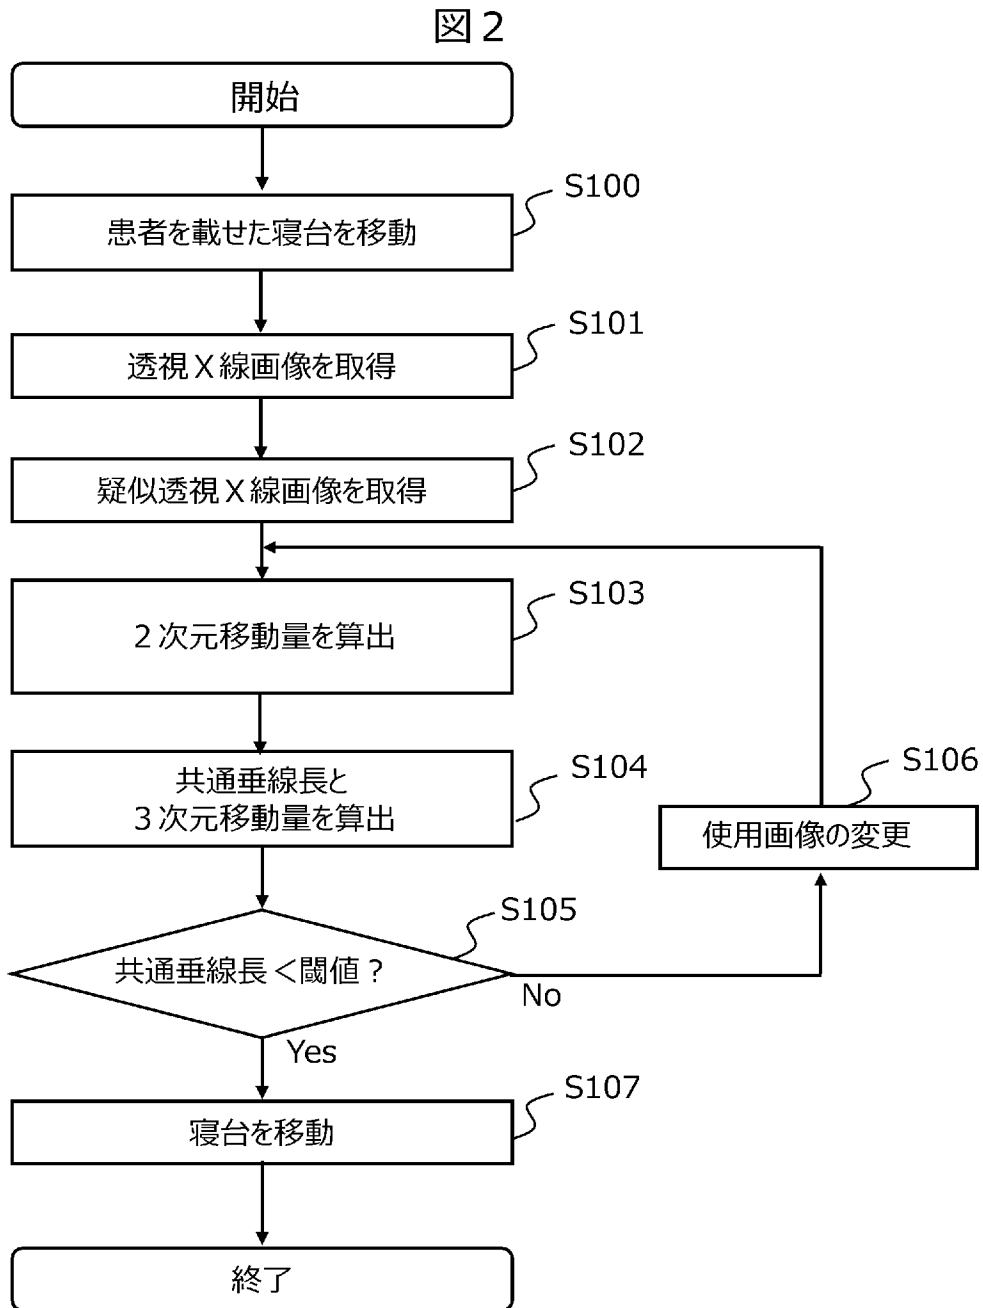 図２
開始
S100
患者を載せた寝台を移動
S101
透視Ｘ線画像を取得
S102
疑似透視Ｘ線画像を取得
S103
２次元移動量を算出
S104
共通垂線長と
３次元移動量を算出
S106
使用画像の変更
S105
共通垂線長＜閾値？
No
Yes
S107
寝台を移動
終了